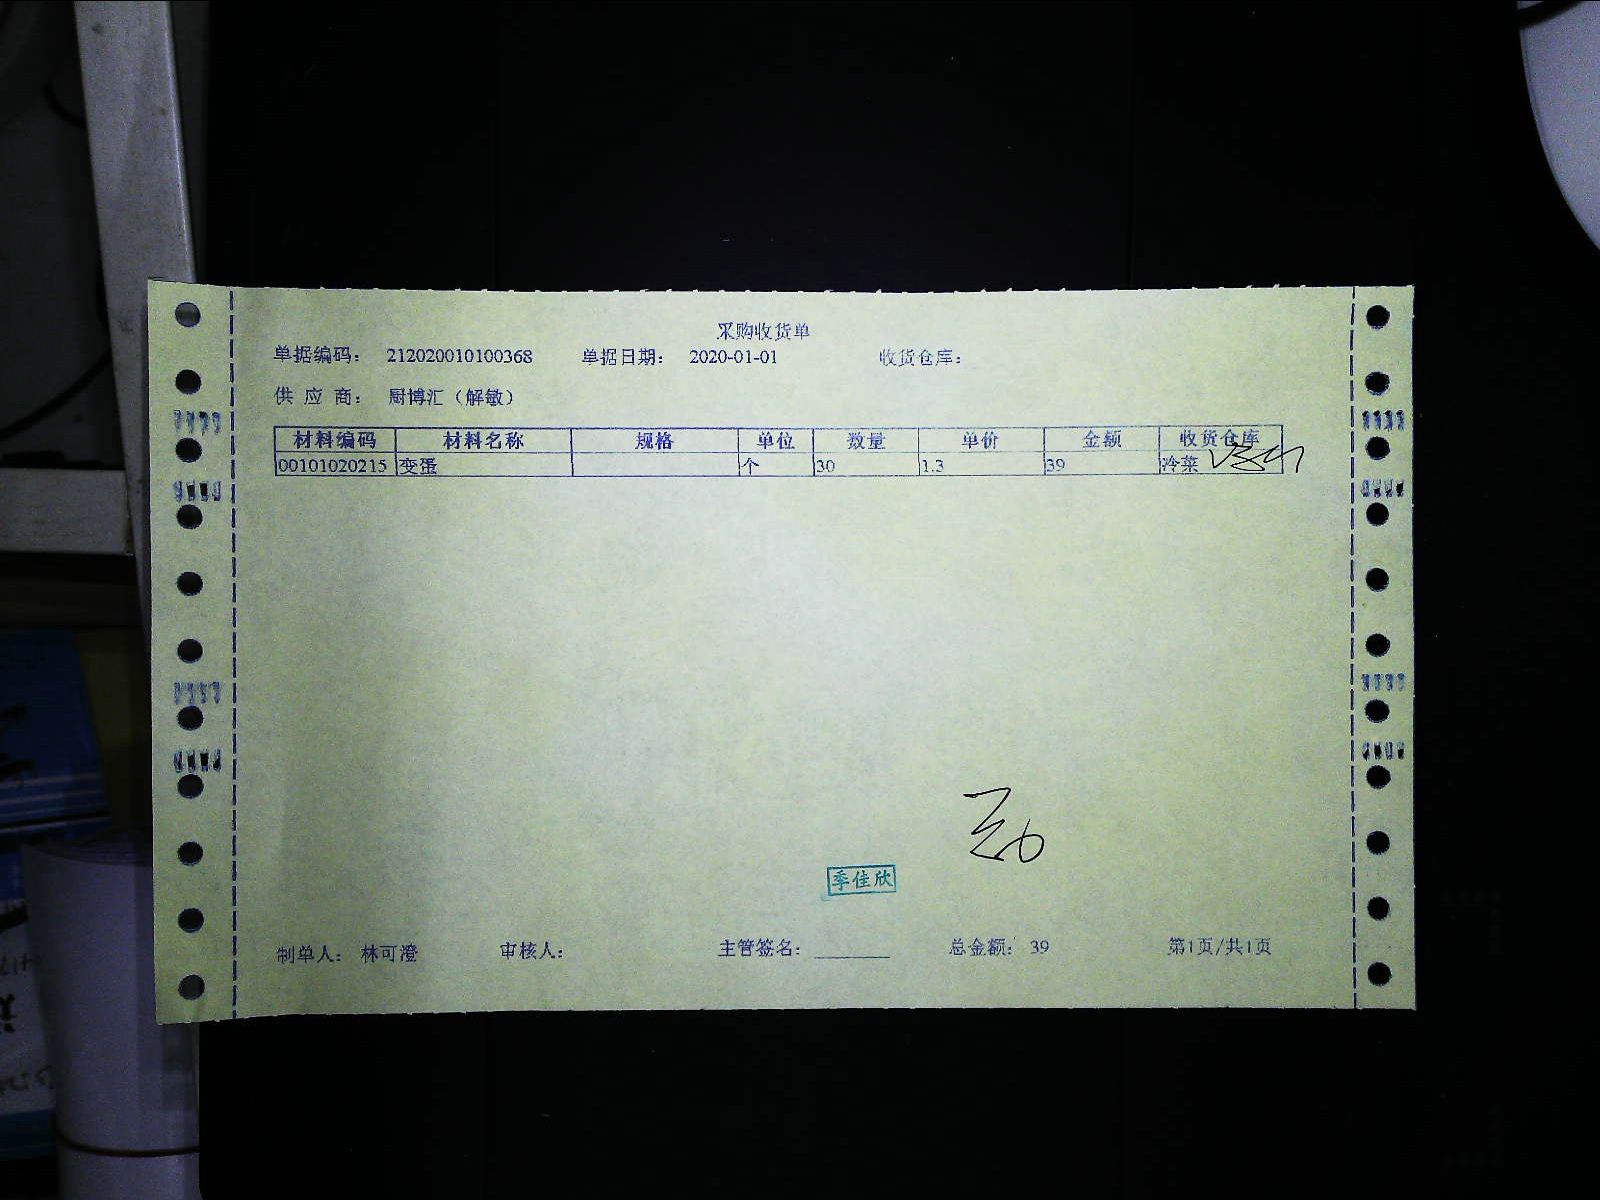 采购收货单
单据编码： 212020010100368 单据日期： 2020-01-01 收货仓库：
供应商： 厨博汇（解敏）
材料编码 材料名称 规格 单位 数量 单价 金额 收货仓库
00101020215 变蛋 个 30 1.3 39 冷菜
季佳欣
制单人： 林可澄 审核人： 主管签名： ________ 总金额： 39 第1页/共1页